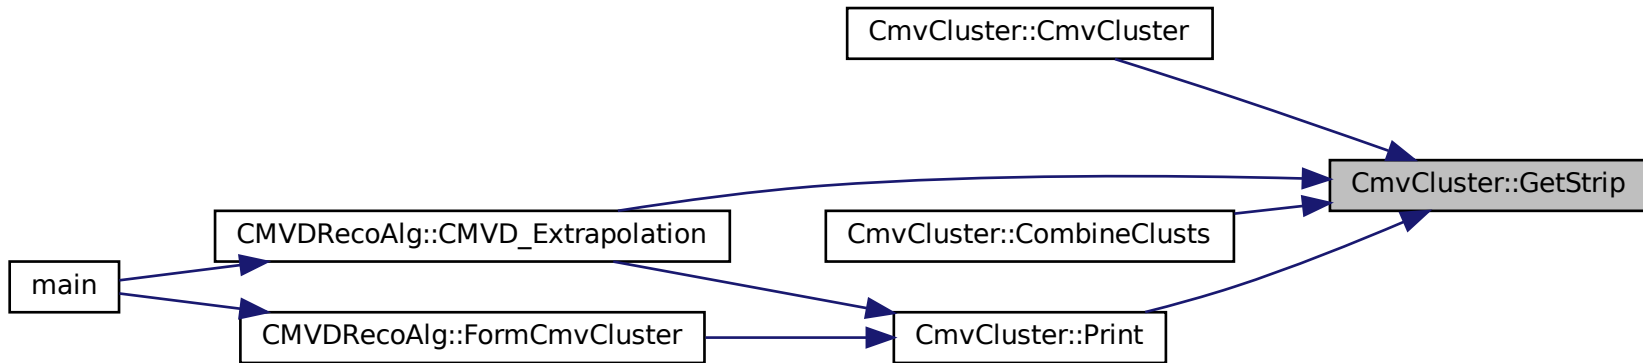 CmvCluster::CmvCluster
CmvCluster::GetStrip
CMVDRecoAlg::CMVD_Extrapolation
CmvCluster::CombineClusts
main
CMVDRecoAlg::FormCmvCluster
CmvCluster::Print